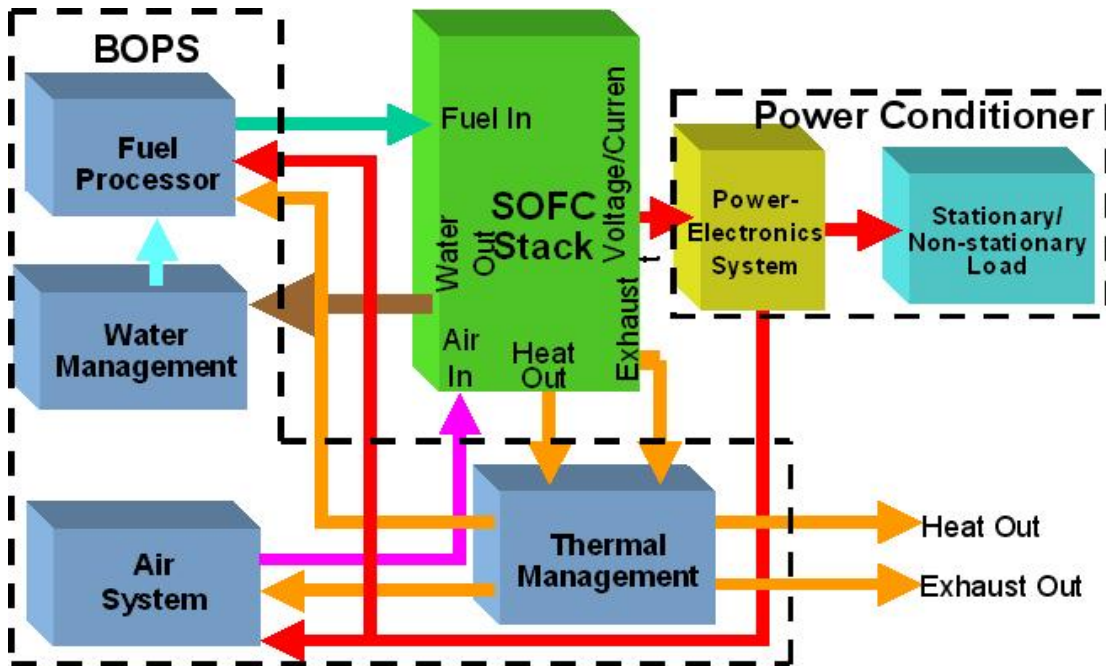 BOPS
Fuel
Processor
Water
Management
Air
System
Fuel In
SOFC
Stack
Water
Out
Air
In
Heat
Out
Voltage/Curren
t
Exhaust
Power Conditioner
Power-
Electronics
System
Stationary/
Non-stationary
Load
Thermal
Management
Heat Out
Exhaust Out